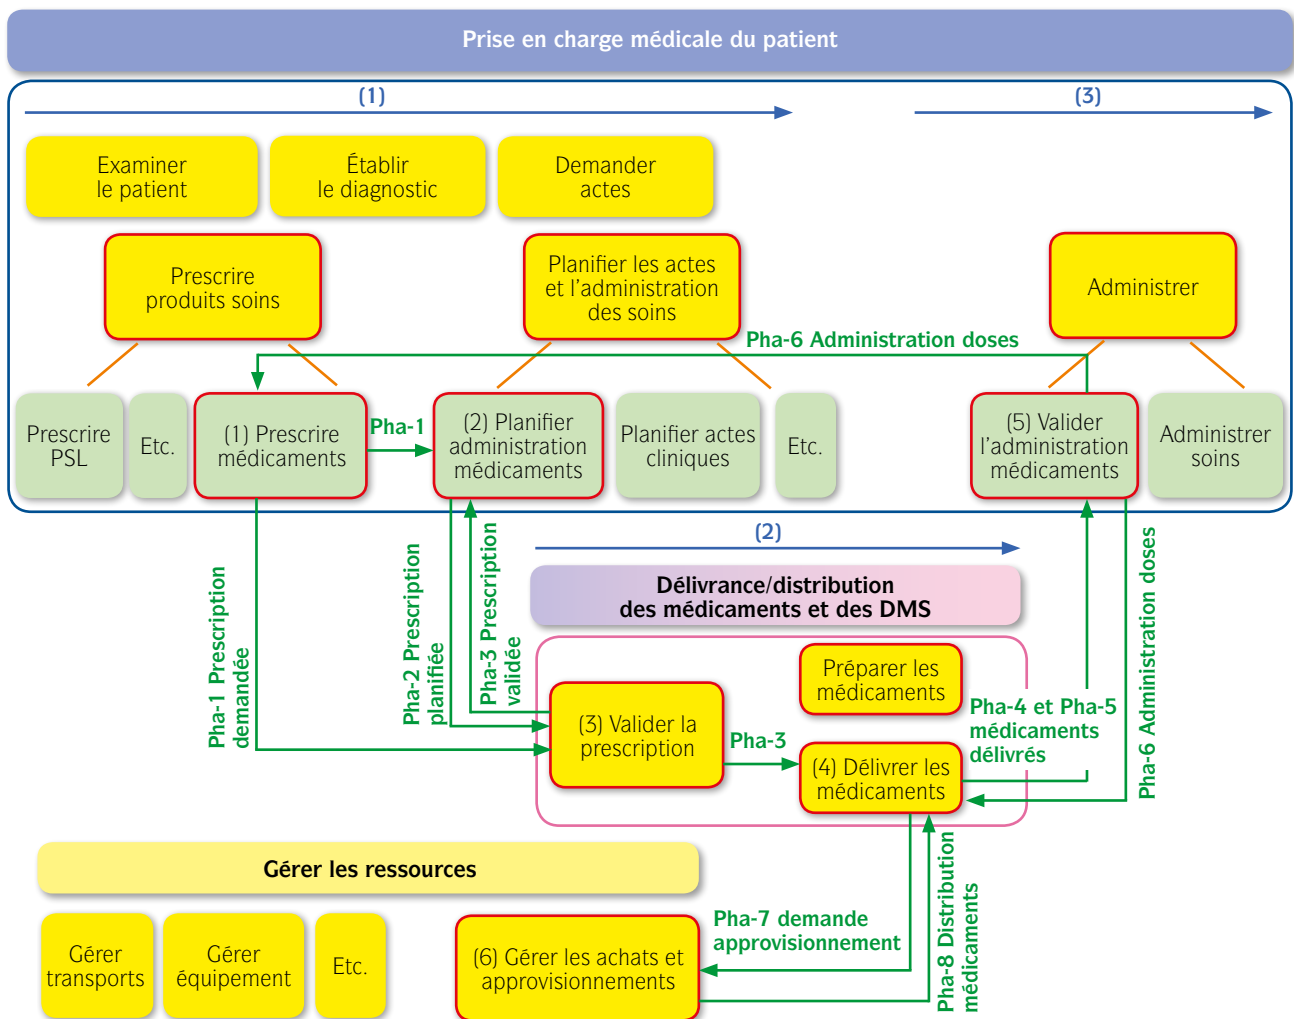 Prise en charge médicale du patient
(1)
(3)
Examiner
le patient
Établir
le diagnostic
Demander
actes
Prescrire
produits soins
Planifier les actes
et l'administration
des soins
Administrer
Pha-6 Administration doses
Prescrire
PSL
Etc.
(1) Prescrire
médicaments
Pha-1
(2) Planifier
administration
médicaments
Planifier actes
cliniques
Etc.
(5) Valider
l'administration
médicaments
Administrer
soins
Pha-1 Prescription
demandée
Pha-2 Prescription
planifiée
Pha-3 Prescription
validée
(2)
Délivrance/distribution
des médicaments et des DMS
Préparer les
médicaments
(3) Valider la
prescription
Pha-3
(4) Délivrer les
médicaments
Pha-4 et Pha-5
médicaments
délivrés
Pha-6 Administration doses
Gérer les ressources
Gérer
transports
Gérer
équipement
Etc.
(6) Gérer les achats et
approvisionnements
Pha-7 demande
approvisionnement
Pha-8 Distribution
médicaments